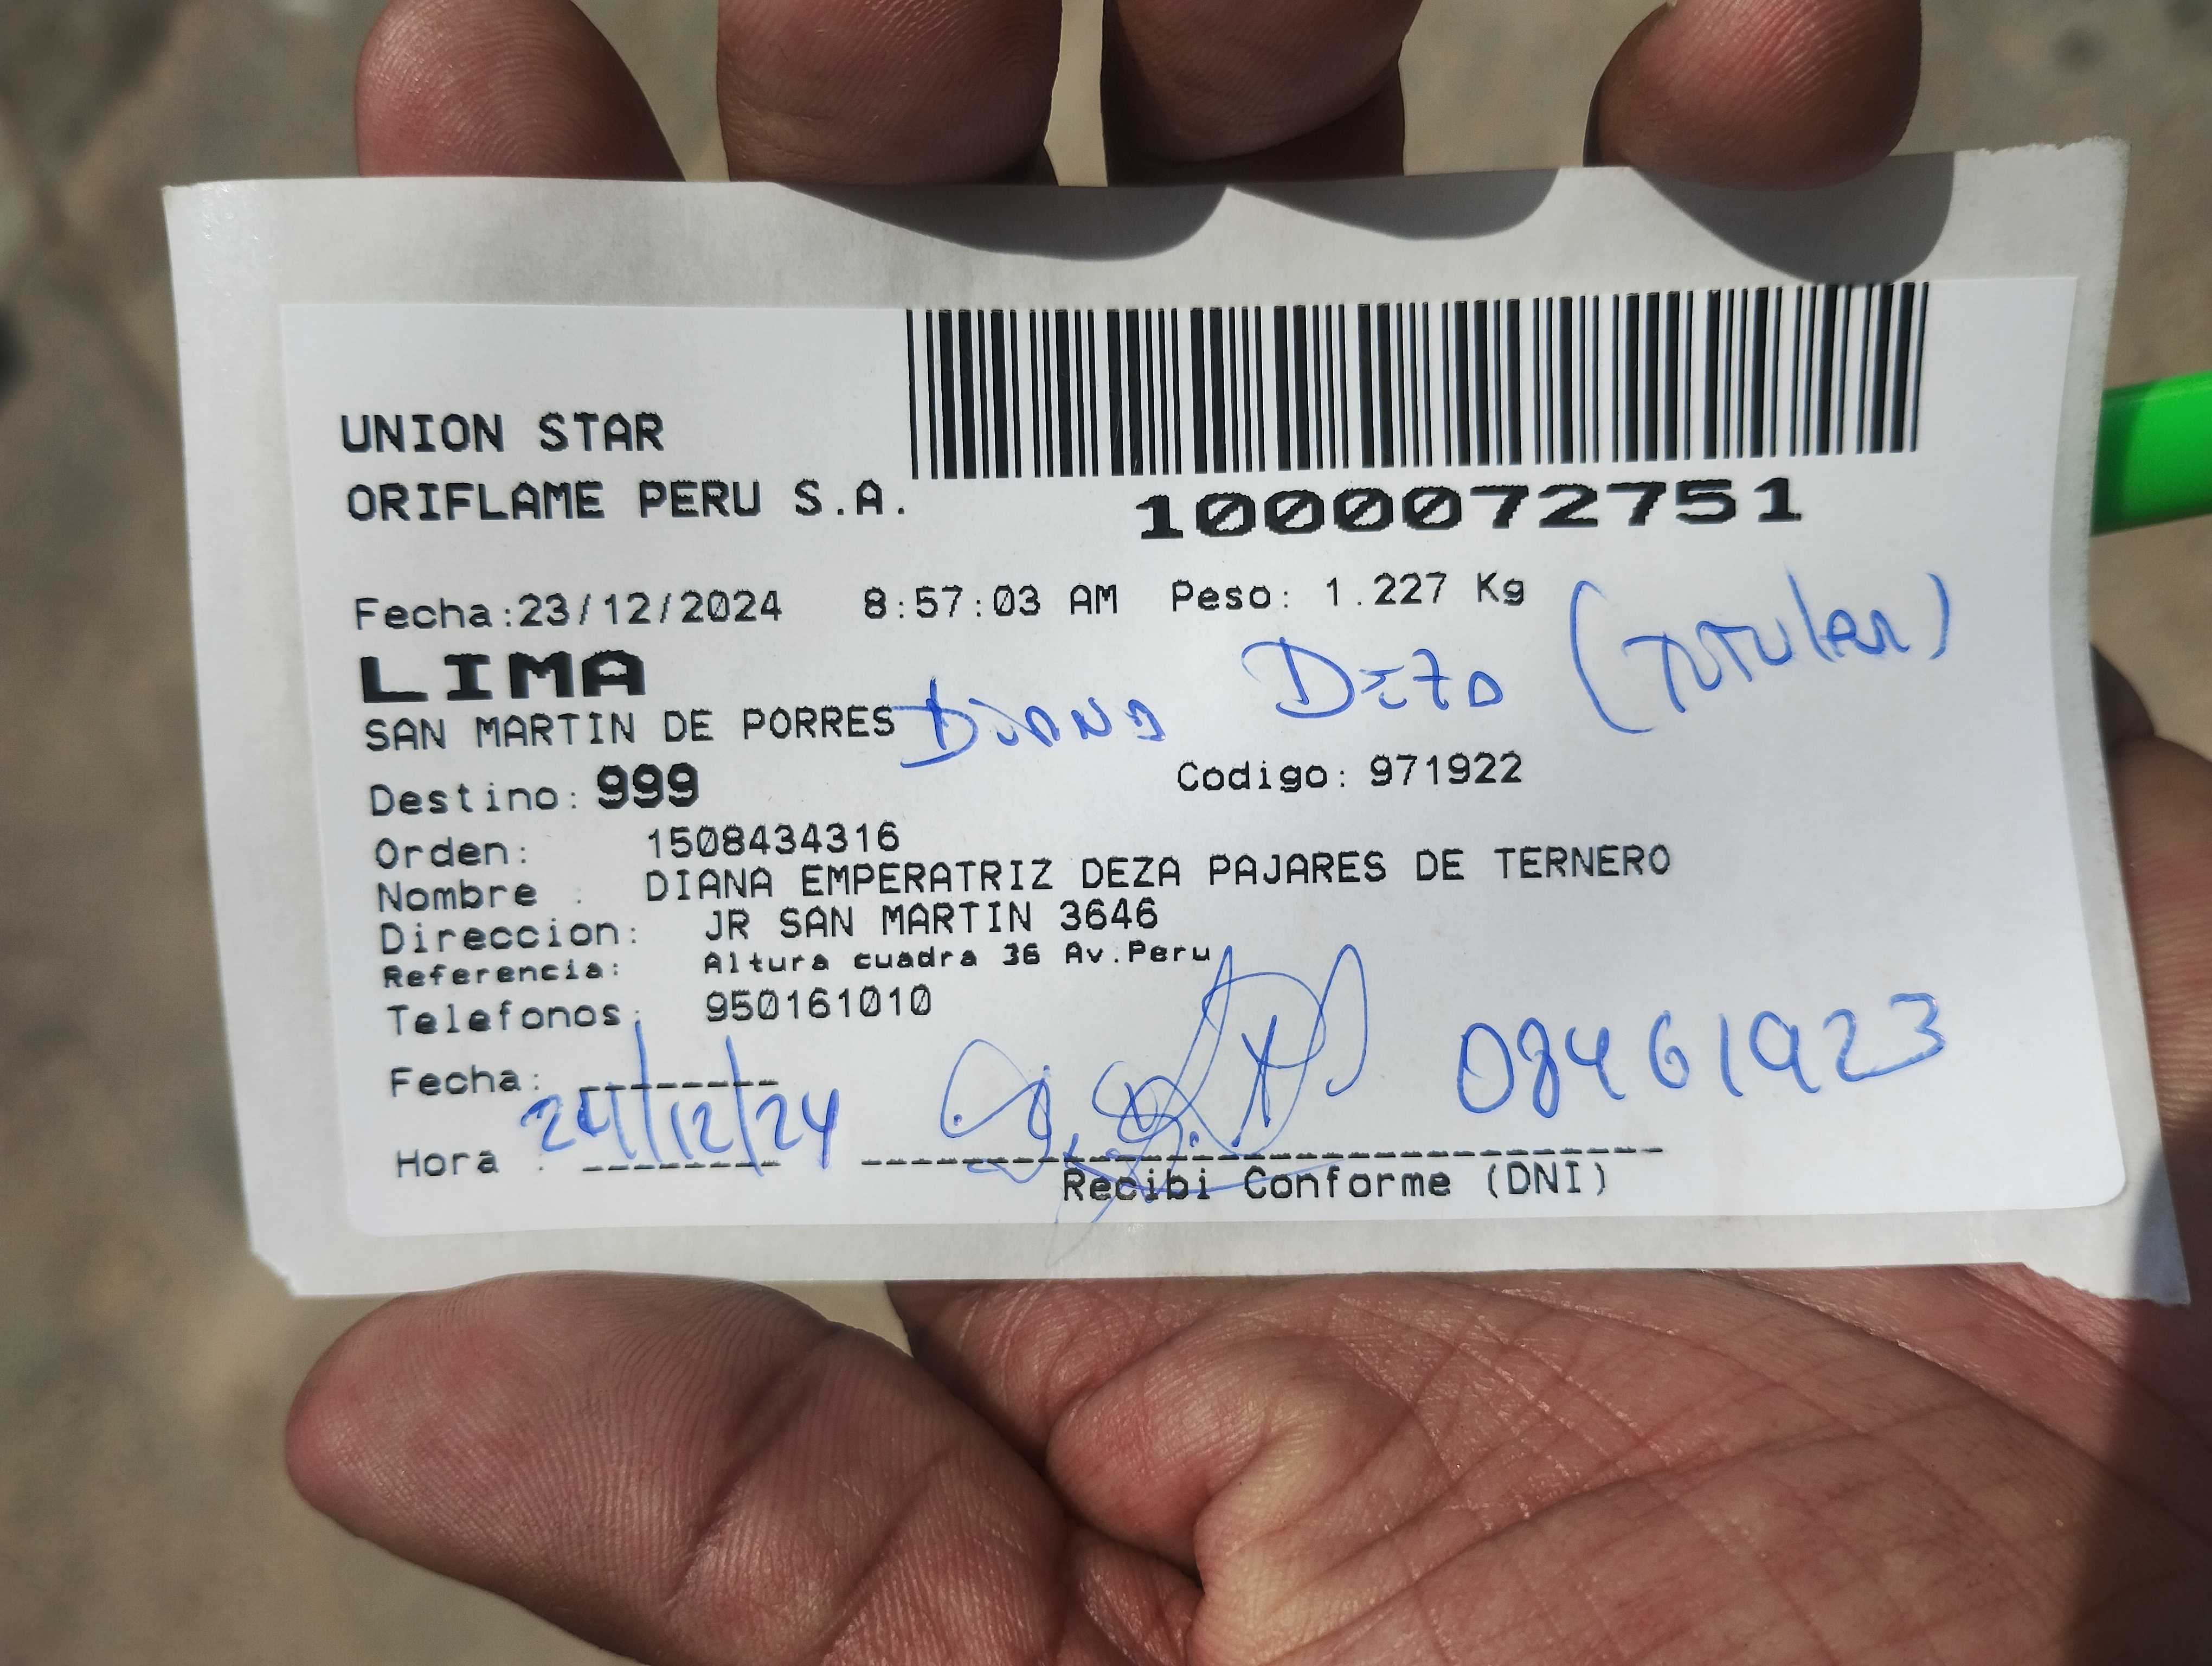 UNION STAR
ORIFLAME PERU S.A.
1000072751
Fecha:23/12/2024 8:57:03 AM Peso: 1.227 Kg
LIMA
SAN MARTIN DE PORRES Diana Deza (Titular)
Destino: 999 Codigo: 971922
Orden: 1508434316
Nombre : DIANA EMPERATRIZ DEZA PAJARES DE TERNERO
Direccion: JR SAN MARTIN 3646
Referencia: Altura cuadra 36 Av.Peru
Telefonos: 950161010
Fecha: 24/12/24 08461923
Hora :
Recibi Conforme (DNI)